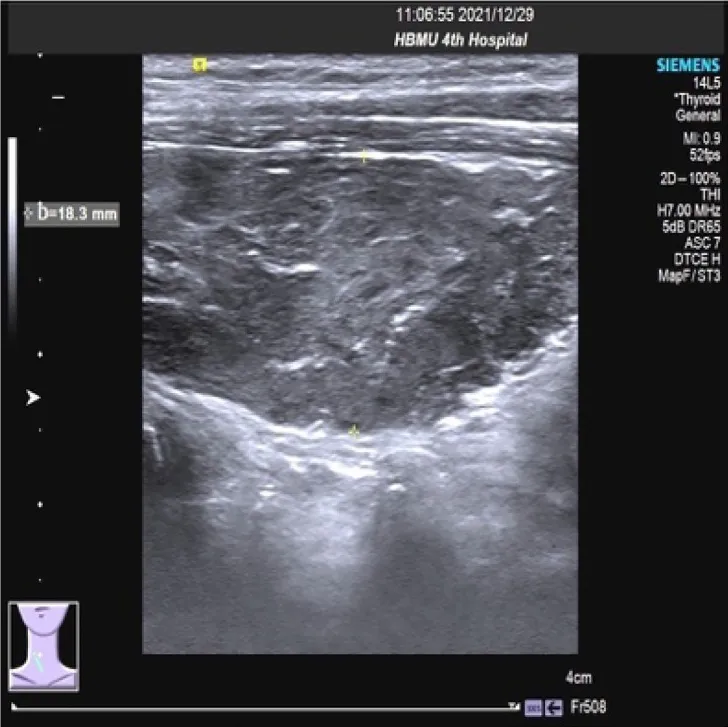 11:06:55 2021/12/29
HBMU 4th Hospital
SIEMENS
14L5
*Thyroid
General
MI: 0.9
52fps
2D-100%
THI
H7.00 MHz
5dB DR65
ASC 7
DTCE H
MapF/ST3
D=18.3 mm
4cm
Fr508